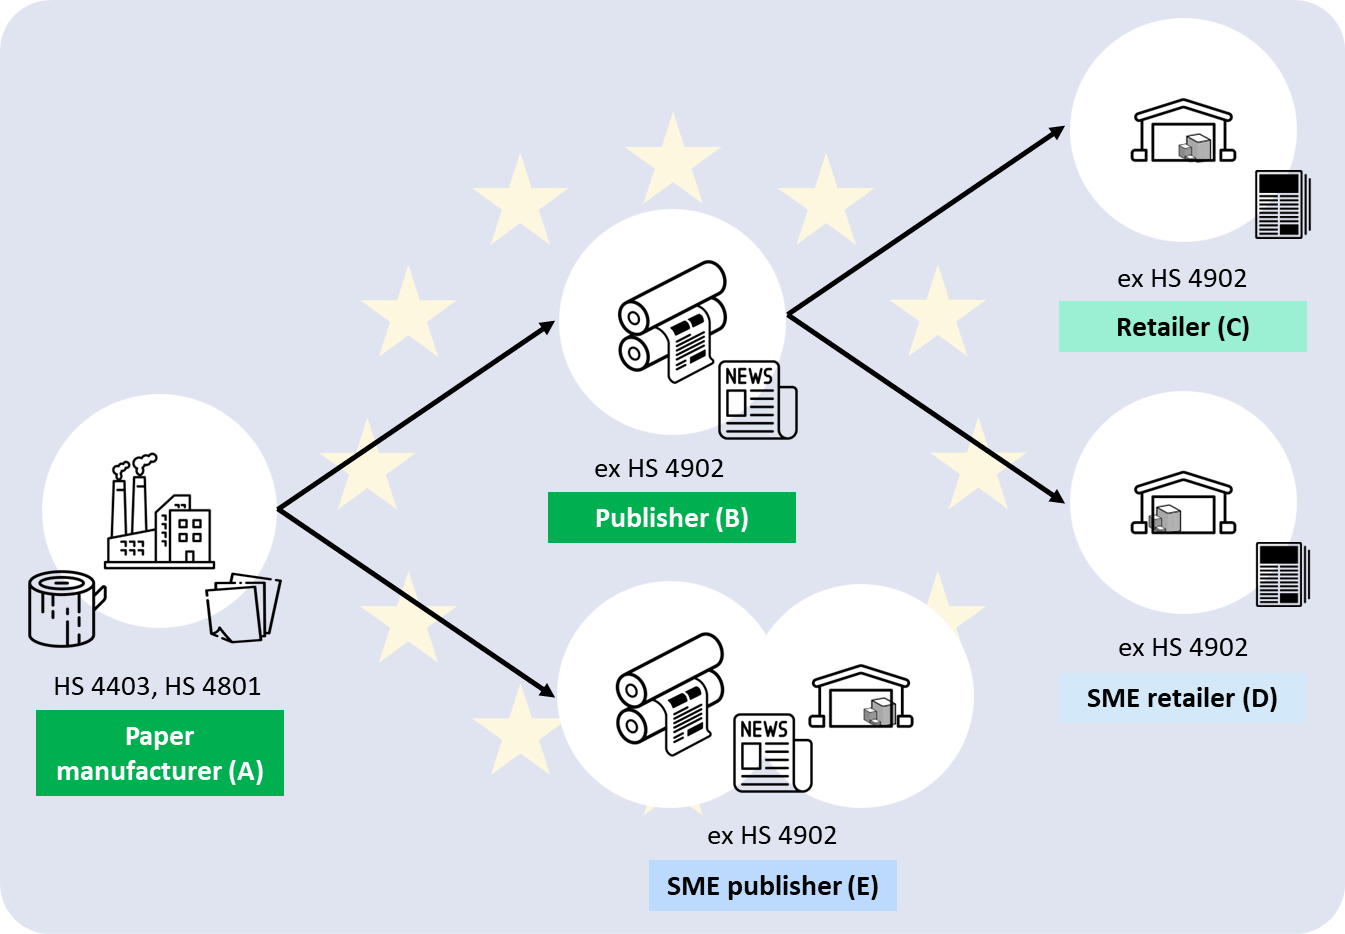 ex HS 4902
Retailer (C)
NEWS
ex HS 4902
Publisher (B)
ex HS 4902
SME retailer (D)
HS 4403, HS 4801
Paper
manufacturer (A)
NEWS
ex HS 4902
SME publisher (E)